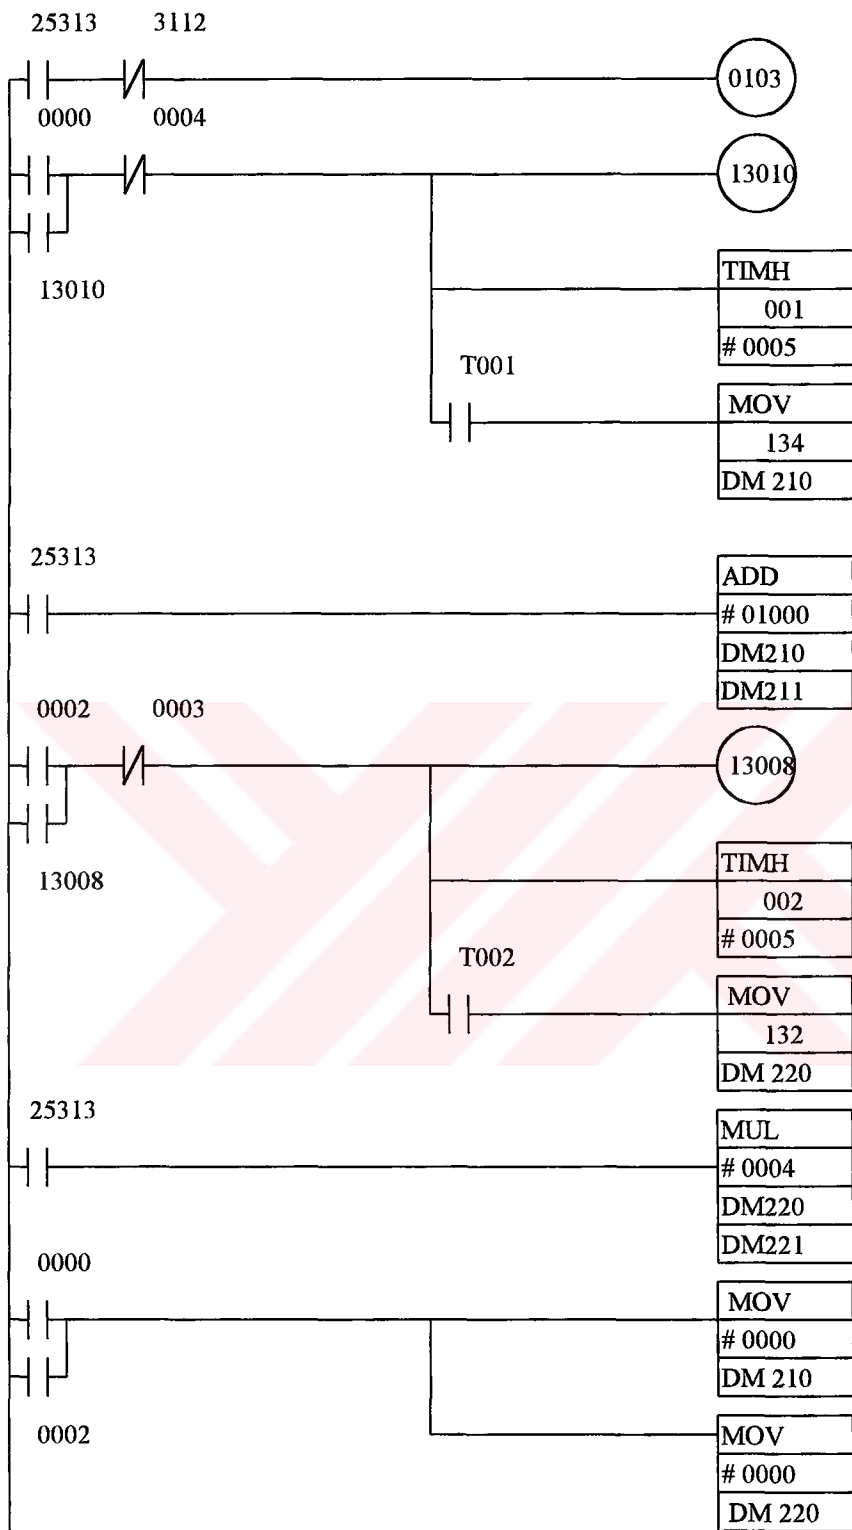 25313 3112
0103
0000 0004
13010
13010
TIMH
001
# 0005
T001
MOV
134
DM 210
25313
ADD
# 01000
DM210
DM211
0002 0003
13008
13008
TIMH
002
# 0005
T002
MOV
132
DM 220
25313
MUL
# 0004
DM220
DM221
0000
MOV
# 0000
DM 210
0002
MOV
# 0000
DM 220